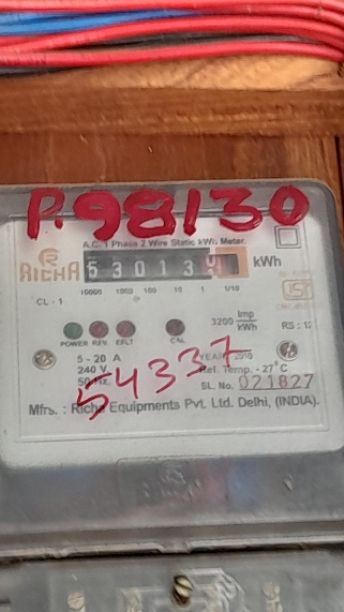 P.98130
A.C. 1 Phase 2 Wire Static kWh. Meter.
RICHA 53013 kWh
10000 1000 100 10 1 1/10
CL - 1
3200 Imp/kWh RS : 12
POWER REV. EFLT CAL
5 - 20 A
240 V Ref. Temp. - 27°C
54337
SL. No. 021827
Mfrs. : Richa Equipments Pvt. Ltd. Delhi, (INDIA).